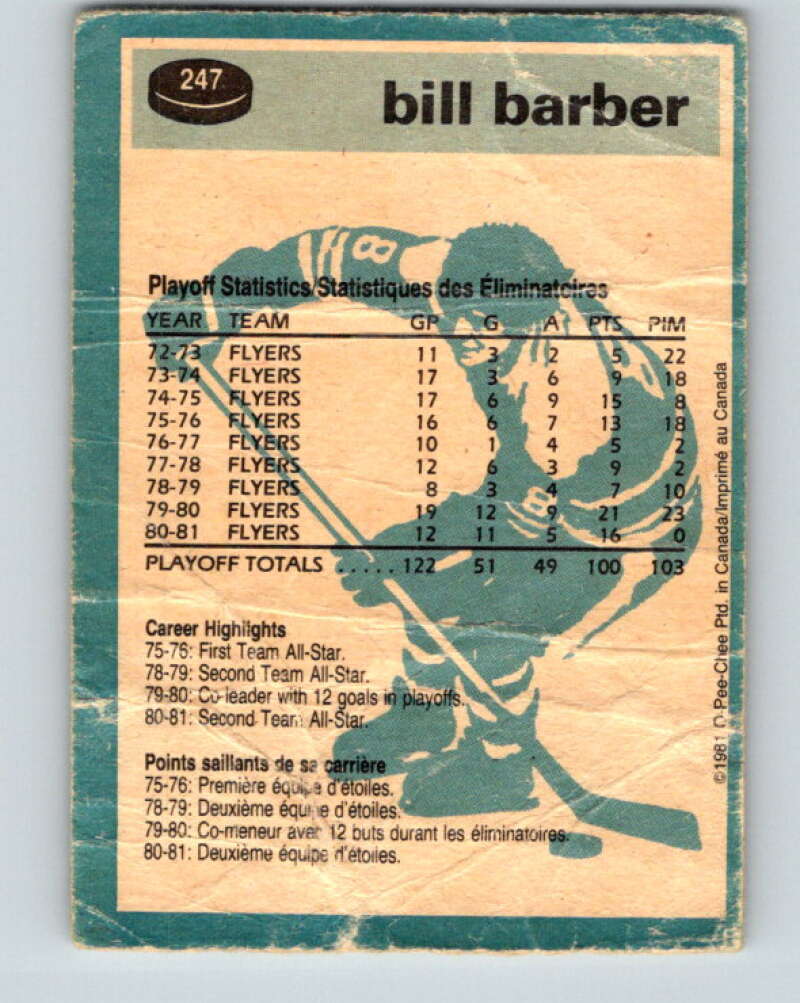 247
bill barber
Playoff Statistics/Statistiques des Éliminatoires
YEAR TEAM GP G A PTS PIM
72-73 FLYERS 11 3 2 5 22
73-74 FLYERS 17 3 6 9 18
74-75 FLYERS 17 6 9 15 8
75-76 FLYERS 16 6 7 13 18
76-77 FLYERS 10 1 4 5 2
77-78 FLYERS 12 6 3 9 2
78-79 FLYERS 8 3 4 7 10
79-80 FLYERS 19 12 9 21 23
80-81 FLYERS 12 11 5 16 0
PLAYOFF TOTALS ..... 122 51 49 100 103
Career Highlights
75-76: First Team All-Star.
78-79: Second Team All-Star.
79-80: Co-leader with 12 goals in playoffs.
80-81: Second Team All-Star.
Points saillants de sa carrière
75-76: Première équipe d'étoiles.
78-79: Deuxième équipe d'étoiles.
79-80: Co-meneur avec 12 buts durant les éliminatoires.
80-81: Deuxième équipe d'étoiles.
©1981 O-Pee-Chee Ptd. in Canada/Imprimé au Canada
8
8